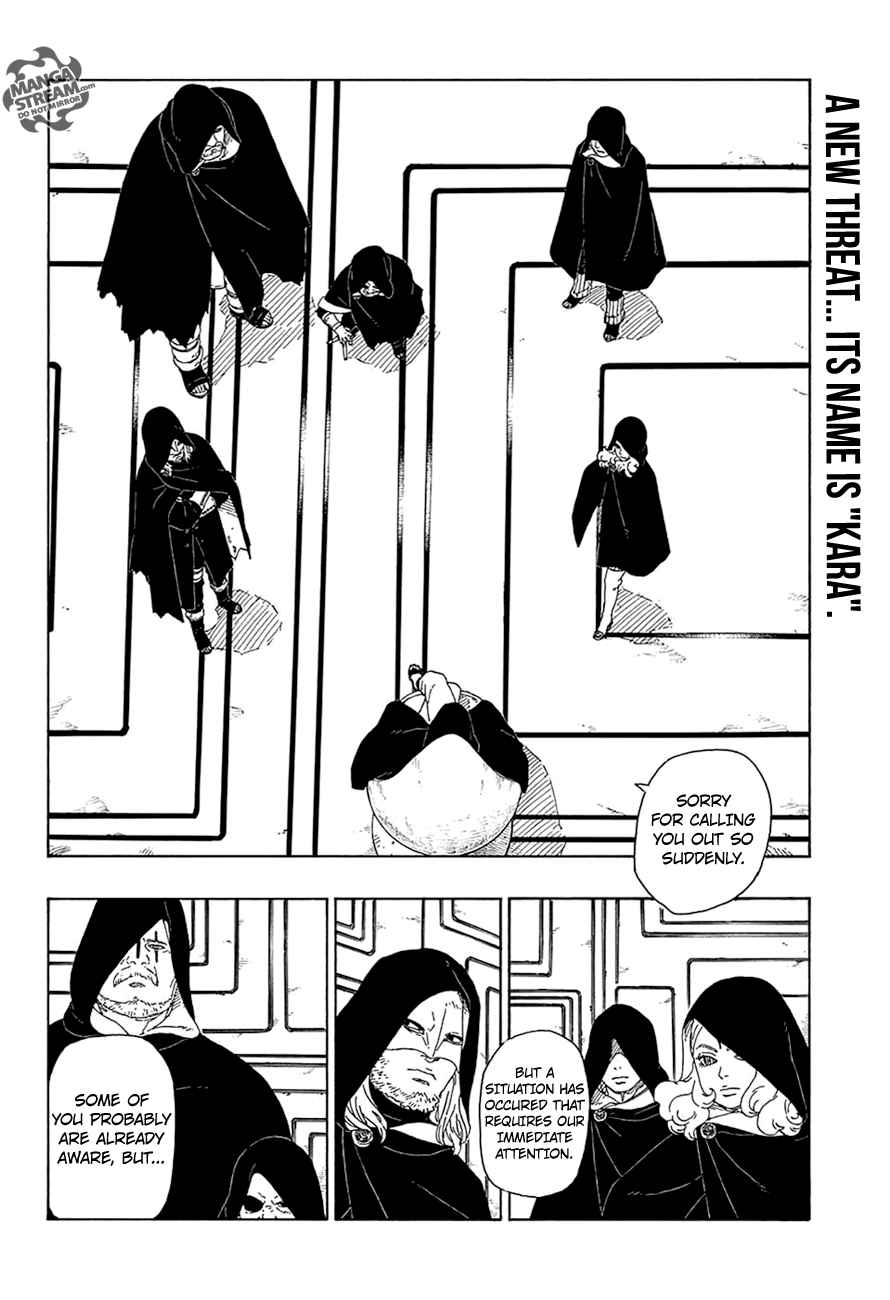 MANGA
STREAM.com
DO NOT MIRROR
A NEW THREAT... ITS NAME IS "KARA".
SORRY
FOR CALLING
YOU OUT SO
SUDDENLY.
SOME OF
YOU PROBABLY
ARE ALREADY
AWARE, BUT...
BUT A
SITUATION HAS
OCCURED THAT
REQUIRES OUR
IMMEDIATE
ATTENTION.